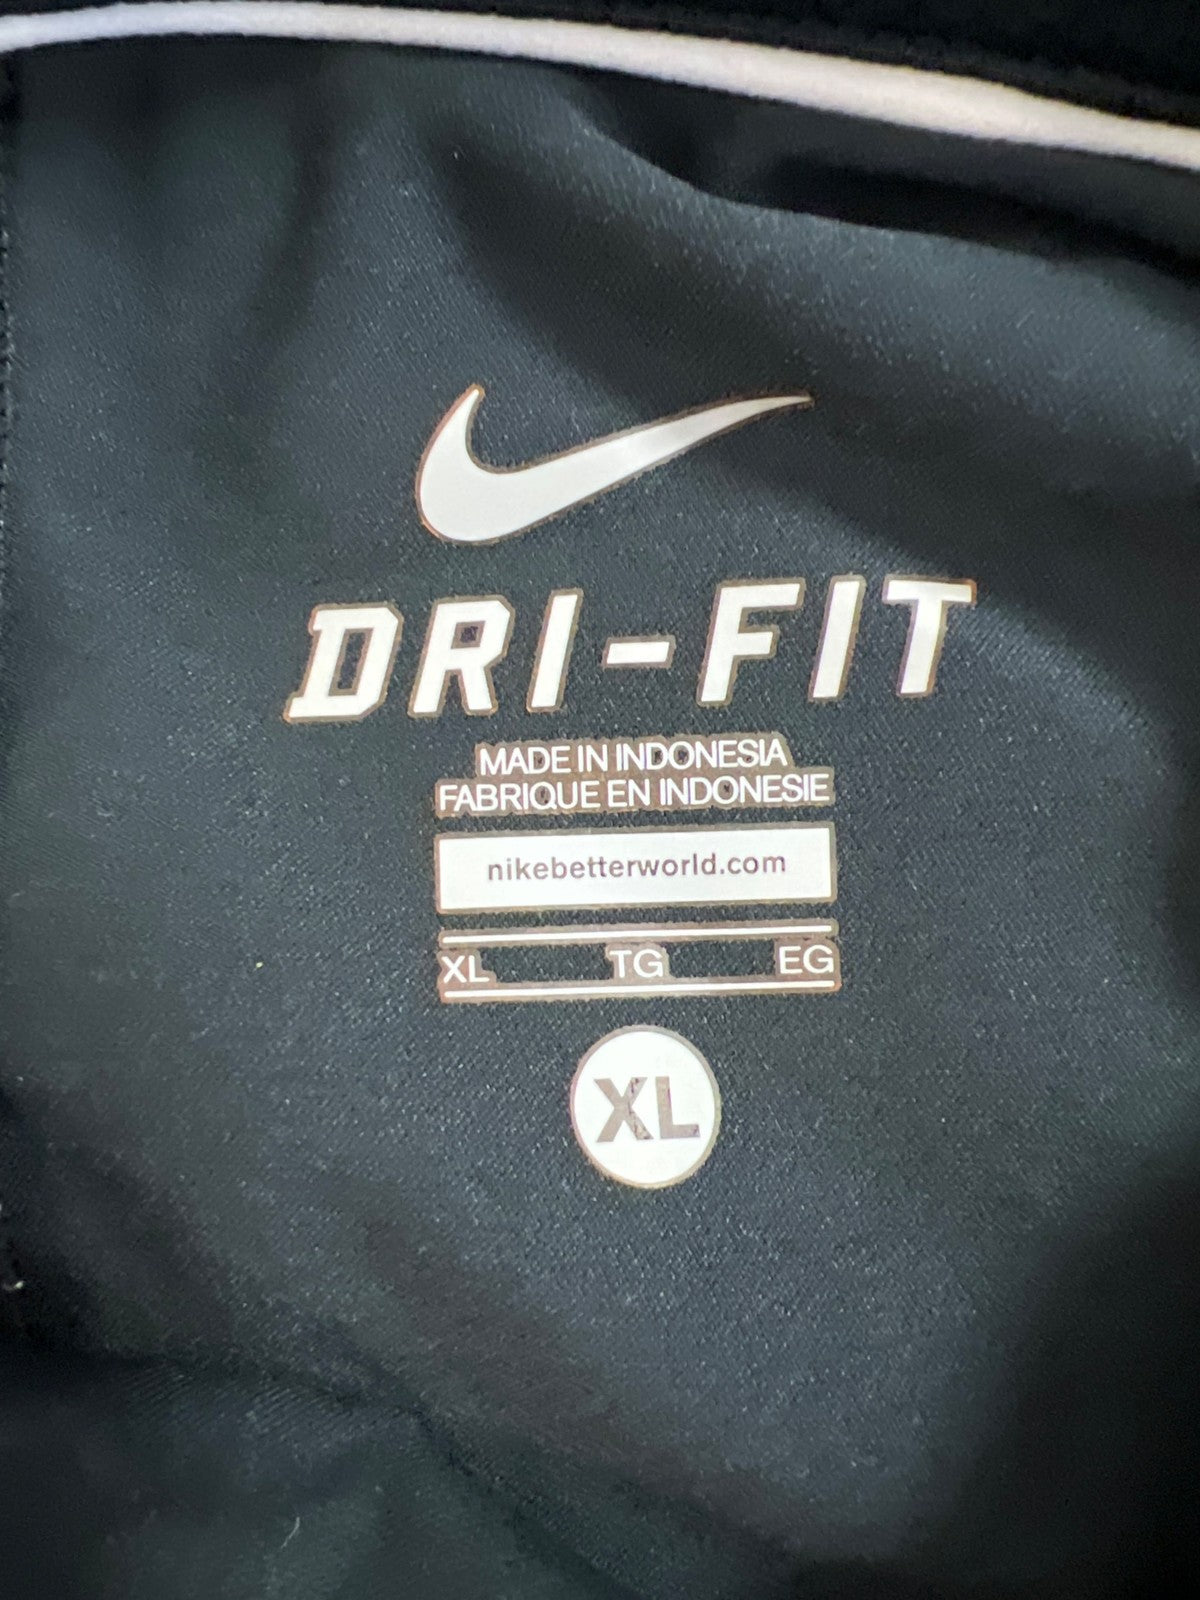 DRI-FIT
MADE IN INDONESIA
FABRIQUE EN INDONESIE
nikebetterworld.com
XL TG EG
XL